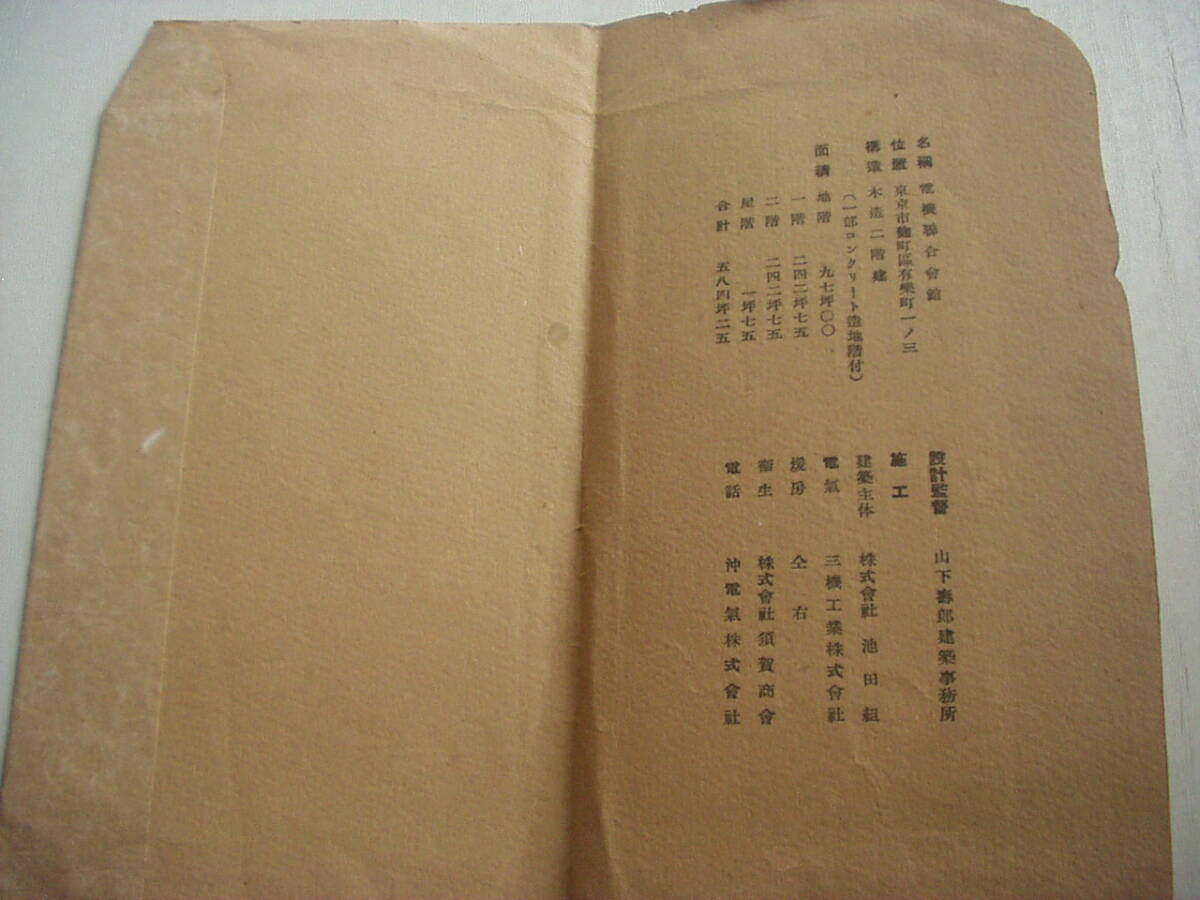 名稱 電機聯合會館
位置 東京市麴町區有樂町一ノ三
構造 木造二階建
(一部コンクリート造地階付)
面積 地階 九七坪〇〇
一階 二四二坪七五
二階 二四二坪七五
屋階 一坪七五
合計 五八四坪二五
設計監督 山下壽郎建築事務所
施工
建築主体 株式會社 池田組
電氣 三機工業株式會社
煖房 仝右
衞生 株式會社須賀商會
電話 沖電氣株式會社